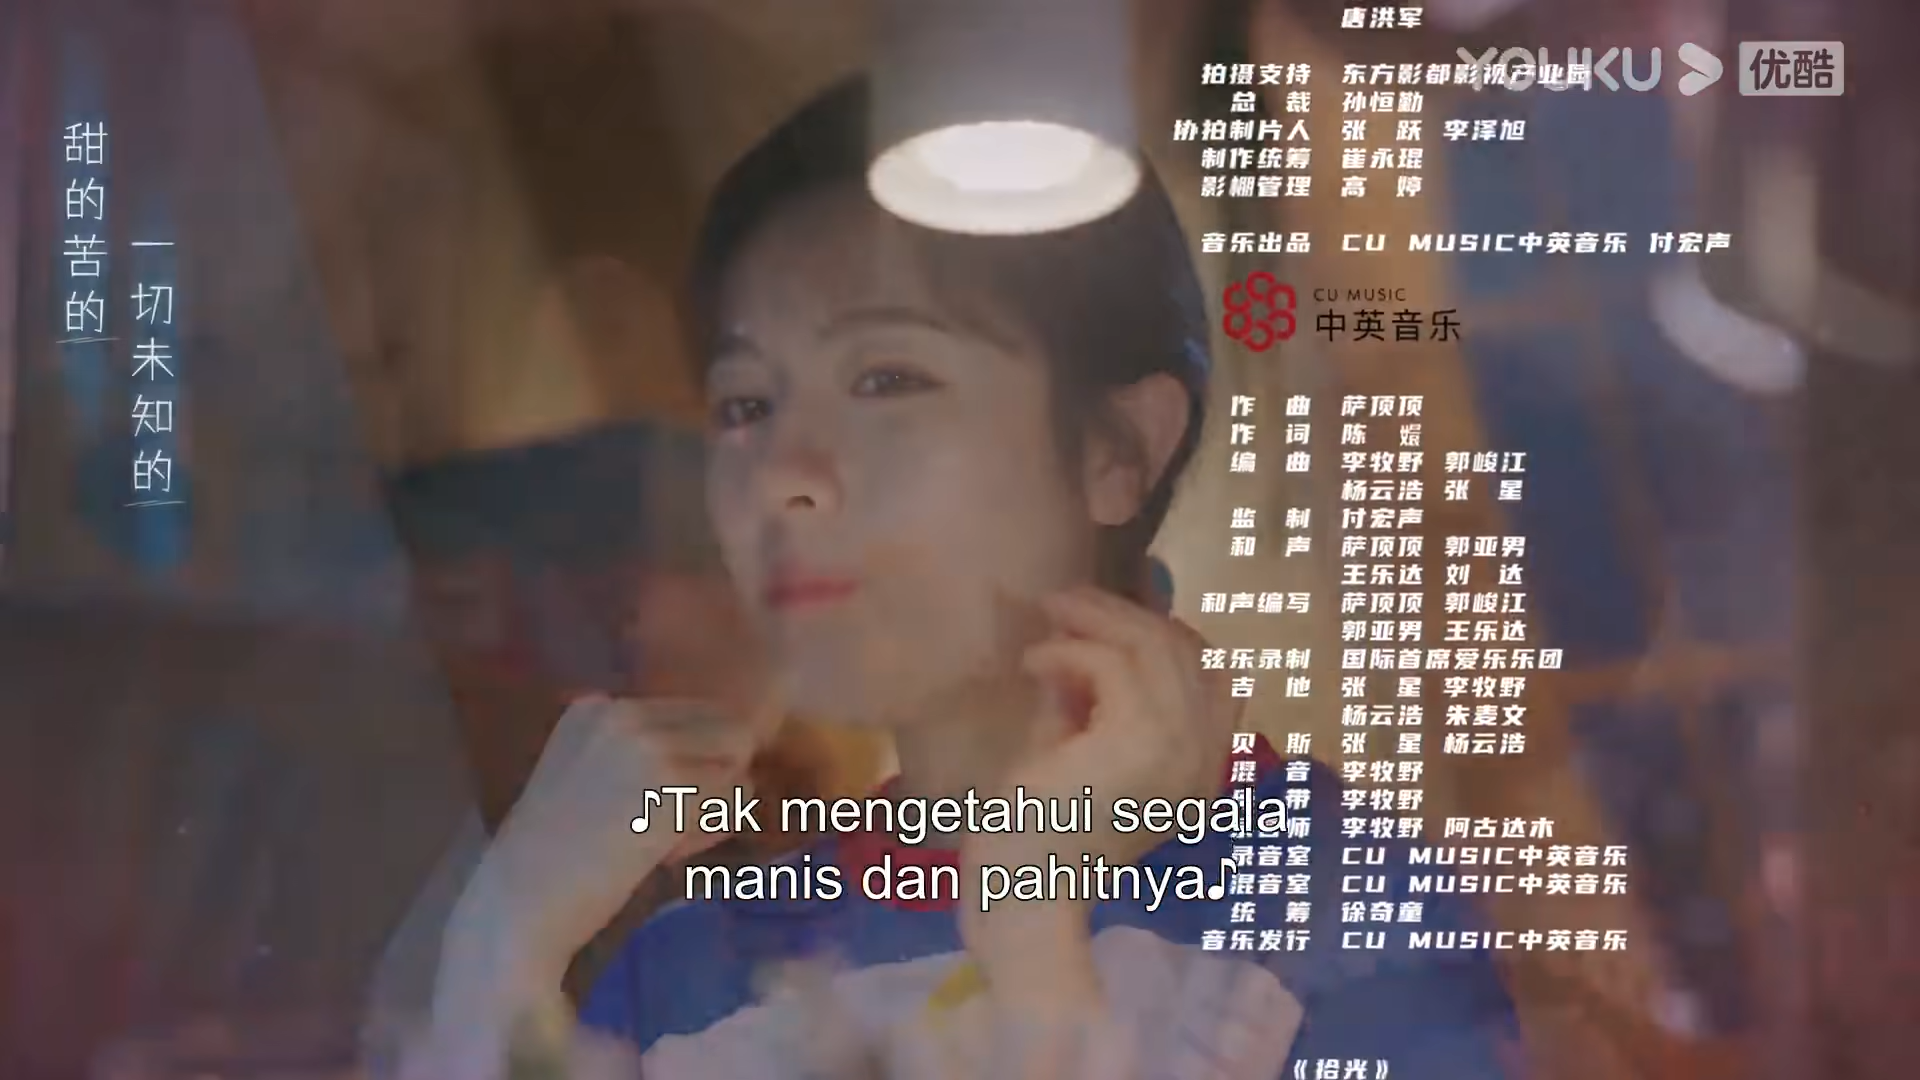 唐洪军
YOUKU 优酷
拍摄支持 东方影都影视产业园
总裁 孙恒勤
协拍制片人 张跃 李泽旭
制作统筹 崔永琨
影棚管理 高婷
音乐出品 CU MUSIC中英音乐 付宏声
CU MUSIC
中英音乐
甜的苦的
一切未知的
作曲 萨顶顶
作词 陈嬛
编曲 李牧野 郭峻江
杨云浩 张星
监制 付宏声
和声 萨顶顶 郭亚男
王乐达 刘达
和声编写 萨顶顶 郭峻江
郭亚男 王乐达
弦乐录制 国际首席爱乐乐团
吉他 张星 李牧野
杨云浩 朱麦文
贝斯 张星 杨云浩
混音 李牧野
带 李牧野
师 李牧野 阿古达木
录音室 CU MUSIC中英音乐
混音室 CU MUSIC中英音乐
统筹 徐奇童
音乐发行 CU MUSIC中英音乐
♪Tak mengetahui segala
manis dan pahitnya♪
《拾光》